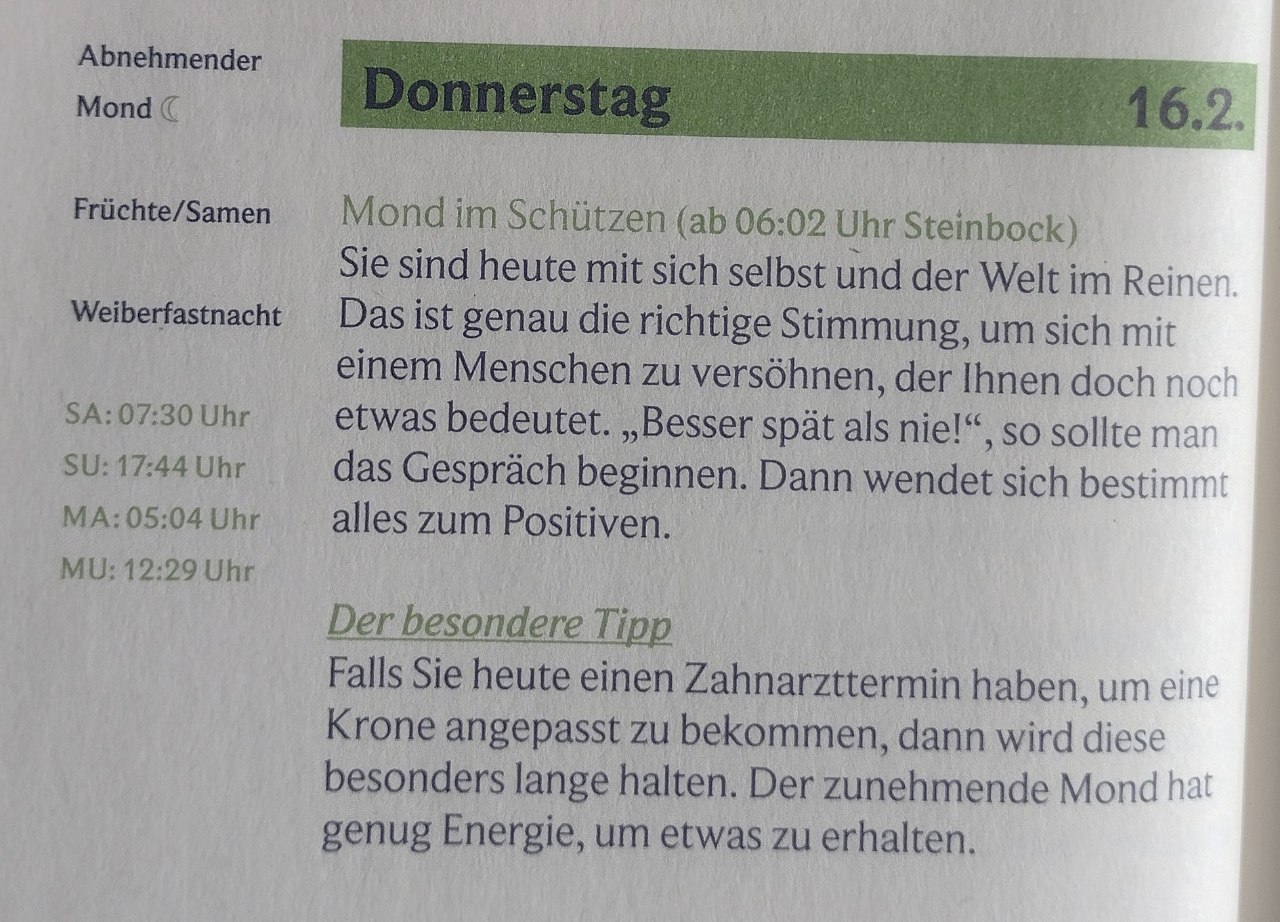 Abnehmender
Mond ☾
Früchte/Samen
Weiberfastnacht
SA: 07:30 Uhr
SU: 17:44 Uhr
MA: 05:04 Uhr
MU: 12:29 Uhr
Donnerstag 16.2.
Mond im Schützen (ab 06:02 Uhr Steinbock)
Sie sind heute mit sich selbst und der Welt im Reinen.
Das ist genau die richtige Stimmung, um sich mit
einem Menschen zu versöhnen, der Ihnen doch noch
etwas bedeutet. „Besser spät als nie!“, so sollte man
das Gespräch beginnen. Dann wendet sich bestimmt
alles zum Positiven.
Der besondere Tipp
Falls Sie heute einen Zahnarzttermin haben, um eine
Krone angepasst zu bekommen, dann wird diese
besonders lange halten. Der zunehmende Mond hat
genug Energie, um etwas zu erhalten.